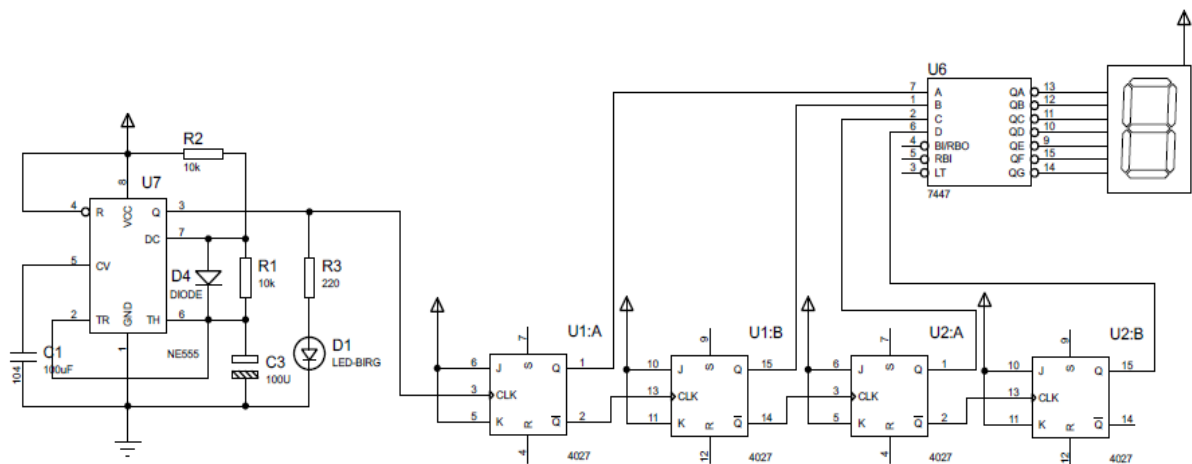 U7
R2
10k
8
VCC
4
R
Q
3
DC
7
5
CV
D4
DIODE
R1
10k
R3
220
2
TR
GND
TH
6
1
NE555
C1
100uF
104
C3
100U
D1
LED-BIRG
U6
7
A
QA
13
1
B
QB
12
2
C
QC
11
6
D
QD
10
4
BI/RBO
QE
9
5
RBI
QF
15
3
LT
QG
14
7447
U1:A
7
6
J
S
Q
1
3
CLK
5
K
R
Q
2
4
4027
U1:B
9
10
J
S
Q
15
13
CLK
11
K
R
Q
14
12
4027
U2:A
7
6
J
S
Q
1
3
CLK
5
K
R
Q
2
4
4027
U2:B
9
10
J
S
Q
15
13
CLK
11
K
R
Q
14
12
4027